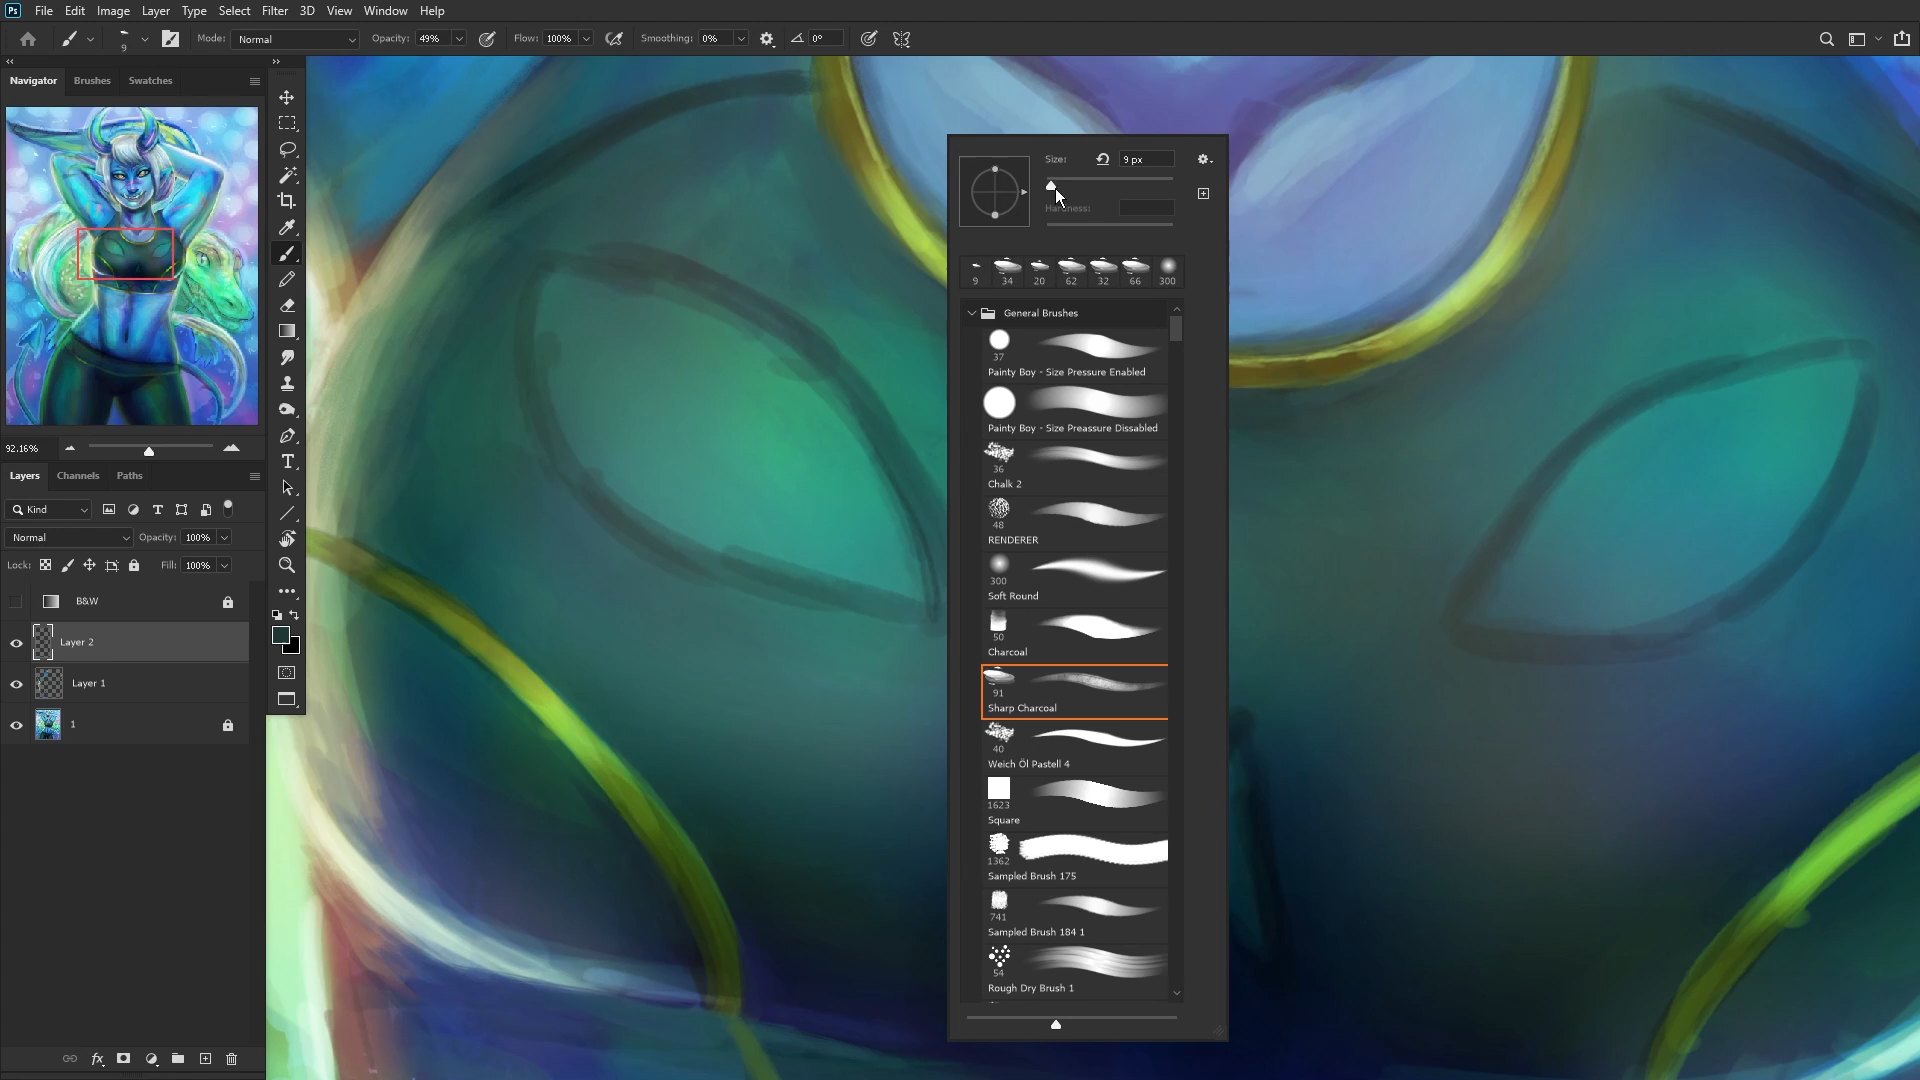 Ps File Edit Image Layer Type Select Filter 3D View Window Help
9 Mode: Normal Opacity: 49% Flow: 100% Smoothing: 0% 0°
Navigator Brushes Swatches
92.16%
Layers Channels Paths
Kind
Normal Opacity: 100%
Lock: Fill: 100%
B&W
Layer 2
Layer 1
1
fx
Size: 9 px
Hardness:
9 34 20 62 32 66 300
General Brushes
37
Painty Boy - Size Pressure Enabled
Painty Boy - Size Preassure Dissabled
36
Chalk 2
48
RENDERER
300
Soft Round
50
Charcoal
91
Sharp Charcoal
40
Weich Öl Pastell 4
1623
Square
1362
Sampled Brush 175
741
Sampled Brush 184 1
54
Rough Dry Brush 1